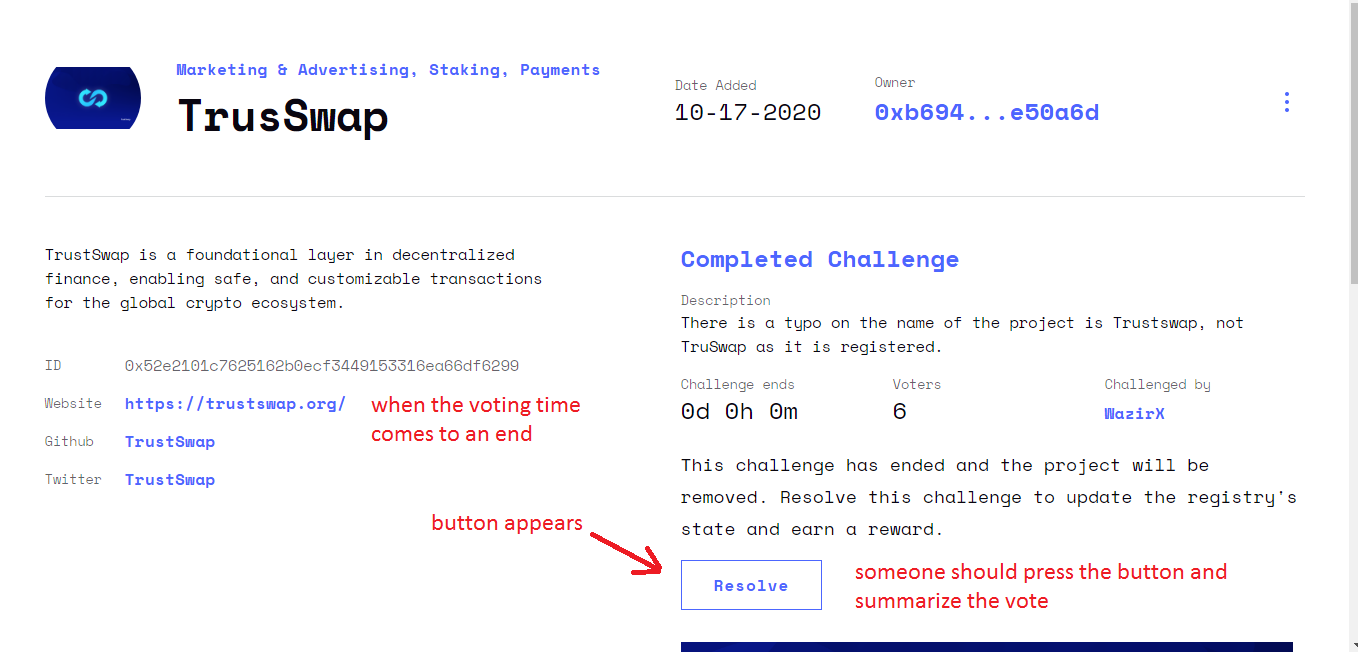 Marketing & Advertising, Staking, Payments
TrusSwap
Date Added
10-17-2020
Owner
0xb694...e50a6d
TrustSwap is a foundational layer in decentralized
finance, enabling safe, and customizable transactions
for the global crypto ecosystem.
ID 0x52e2101c7625162b0ecf3449153316ea66df6299
Website https://trustswap.org/
Github TrustSwap
Twitter TrustSwap
when the voting time
comes to an end
button appears
Completed Challenge
Description
There is a typo on the name of the project is Trustswap, not
TruSwap as it is registered.
Challenge ends Voters Challenged by
0d 0h 0m 6 WazirX
This challenge has ended and the project will be
removed. Resolve this challenge to update the registry's
state and earn a reward.
Resolve
someone should press the button and
summarize the vote